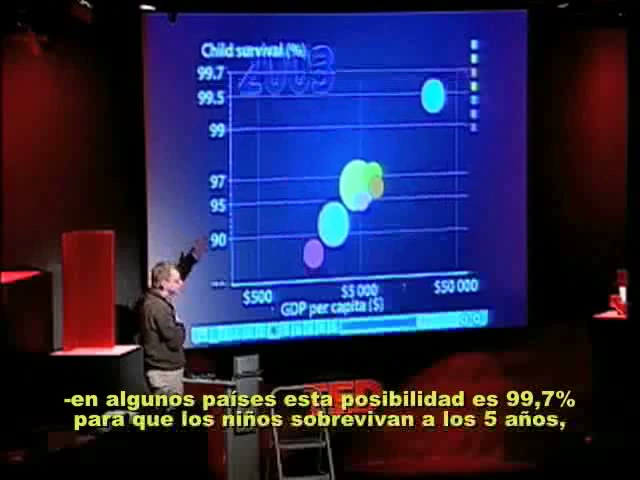 Child survival (%)
2003
99.7
99.5
99
97
95
90
$500
$5 000
$50 000
GDP per capita ($)
TED
-en algunos países esta posibilidad es 99,7%
para que los niños sobrevivan a los 5 años,